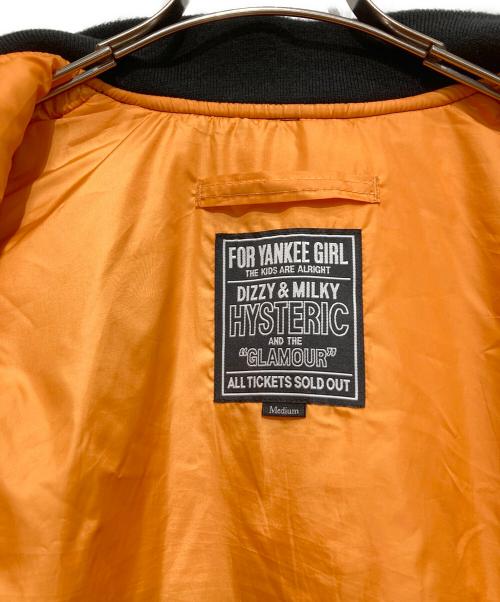 FOR YANKEE GIRL
THE KIDS ARE ALRIGHT
DIZZY & MILKY
HYSTERIC
AND THE
"GLAMOUR"
ALL TICKETS SOLD OUT
Medium